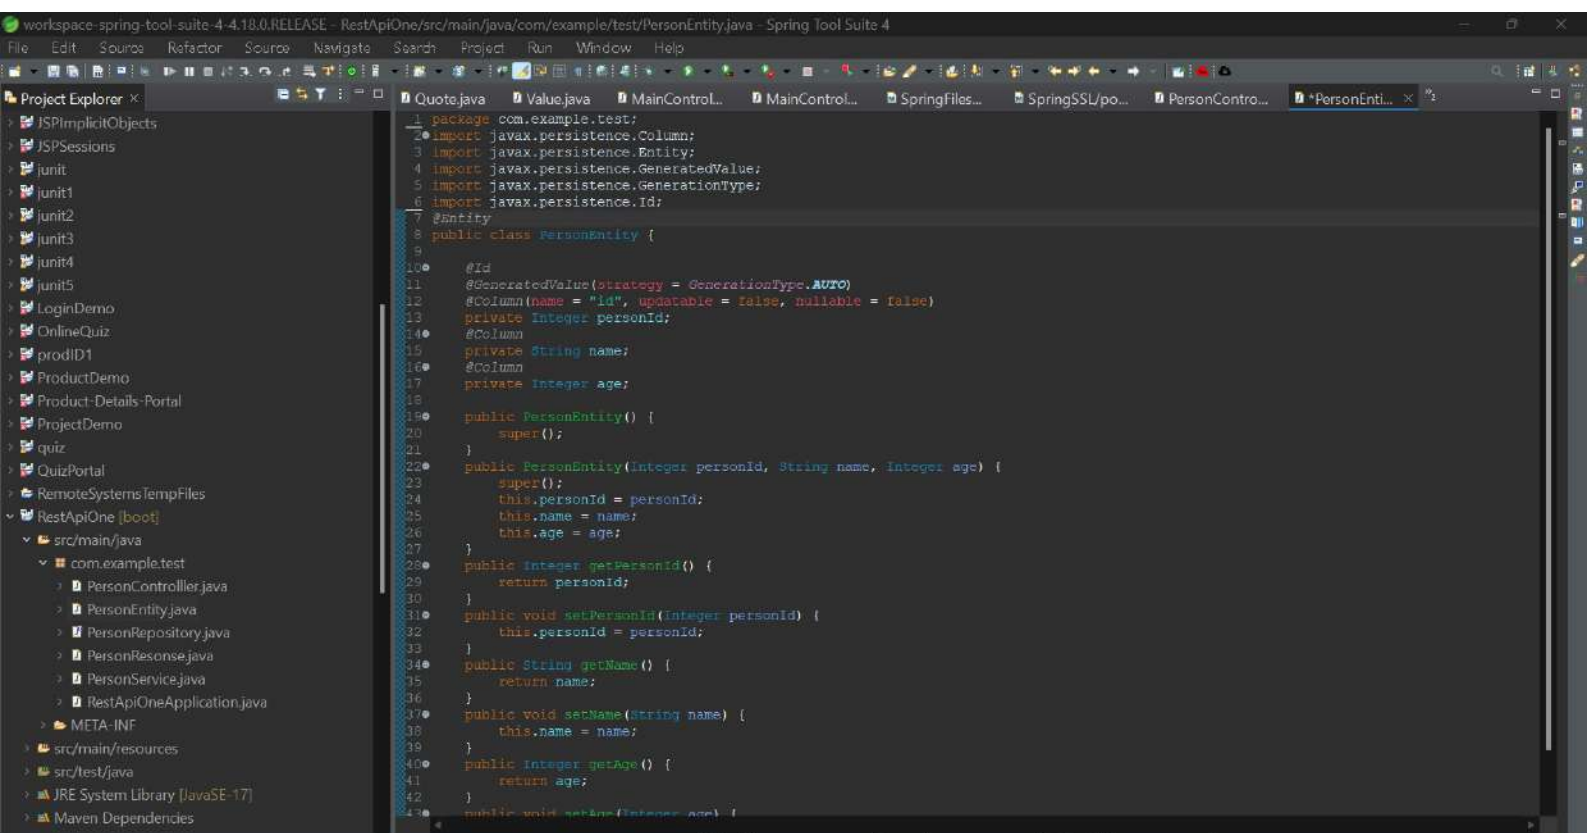 workspace-spring-tool-suite-4-4.18.0.RELEASE - RestApiOne/src/main/java/com/example/test/PersonEntity.java - Spring Tool Suite 4
File Edit Source Refactor Source Navigate Search Project Run Window Help
Project Explorer
JSPImplicitObjects
JSPSessions
junit
junit1
junit2
junit3
junit4
junit5
LoginDemo
OnlineQuiz
prodID1
ProductDemo
Product-Details-Portal
ProjectDemo
quiz
QuizPortal
RemoteSystemsTempFiles
RestApiOne [boot]
src/main/java
com.example.test
PersonControlller.java
PersonEntity.java
PersonRepository.java
PersonResonse.java
PersonService.java
RestApiOneApplication.java
META-INF
src/main/resources
src/test/java
JRE System Library [JavaSE-17]
Maven Dependencies
Quote.java Value.java MainControl... MainControl... SpringFiles... SpringSSL/po... PersonContro... *PersonEnti... "2
1 package com.example.test;
2 import javax.persistence.Column;
3 import javax.persistence.Entity;
4 import javax.persistence.GeneratedValue;
5 import javax.persistence.GenerationType;
6 import javax.persistence.Id;
7 @Entity
8 public class PersonEntity {
9
10 @Id
11 @GeneratedValue(strategy = GenerationType.AUTO)
12 @Column(name = "id", updatable = false, nullable = false)
13 private Integer personId;
14 @Column
15 private String name;
16 @Column
17 private Integer age;
18
19 public PersonEntity() {
20 super();
21 }
22 public PersonEntity(Integer personId, String name, Integer age) {
23 super();
24 this.personId = personId;
25 this.name = name;
26 this.age = age;
27 }
28 public Integer getPersonId() {
29 return personId;
30 }
31 public void setPersonId(Integer personId) {
32 this.personId = personId;
33 }
34 public String getName() {
35 return name;
36 }
37 public void setName(String name) {
38 this.name = name;
39 }
40 public Integer getAge() {
41 return age;
42 }
43 public void setAge(Integer age) {